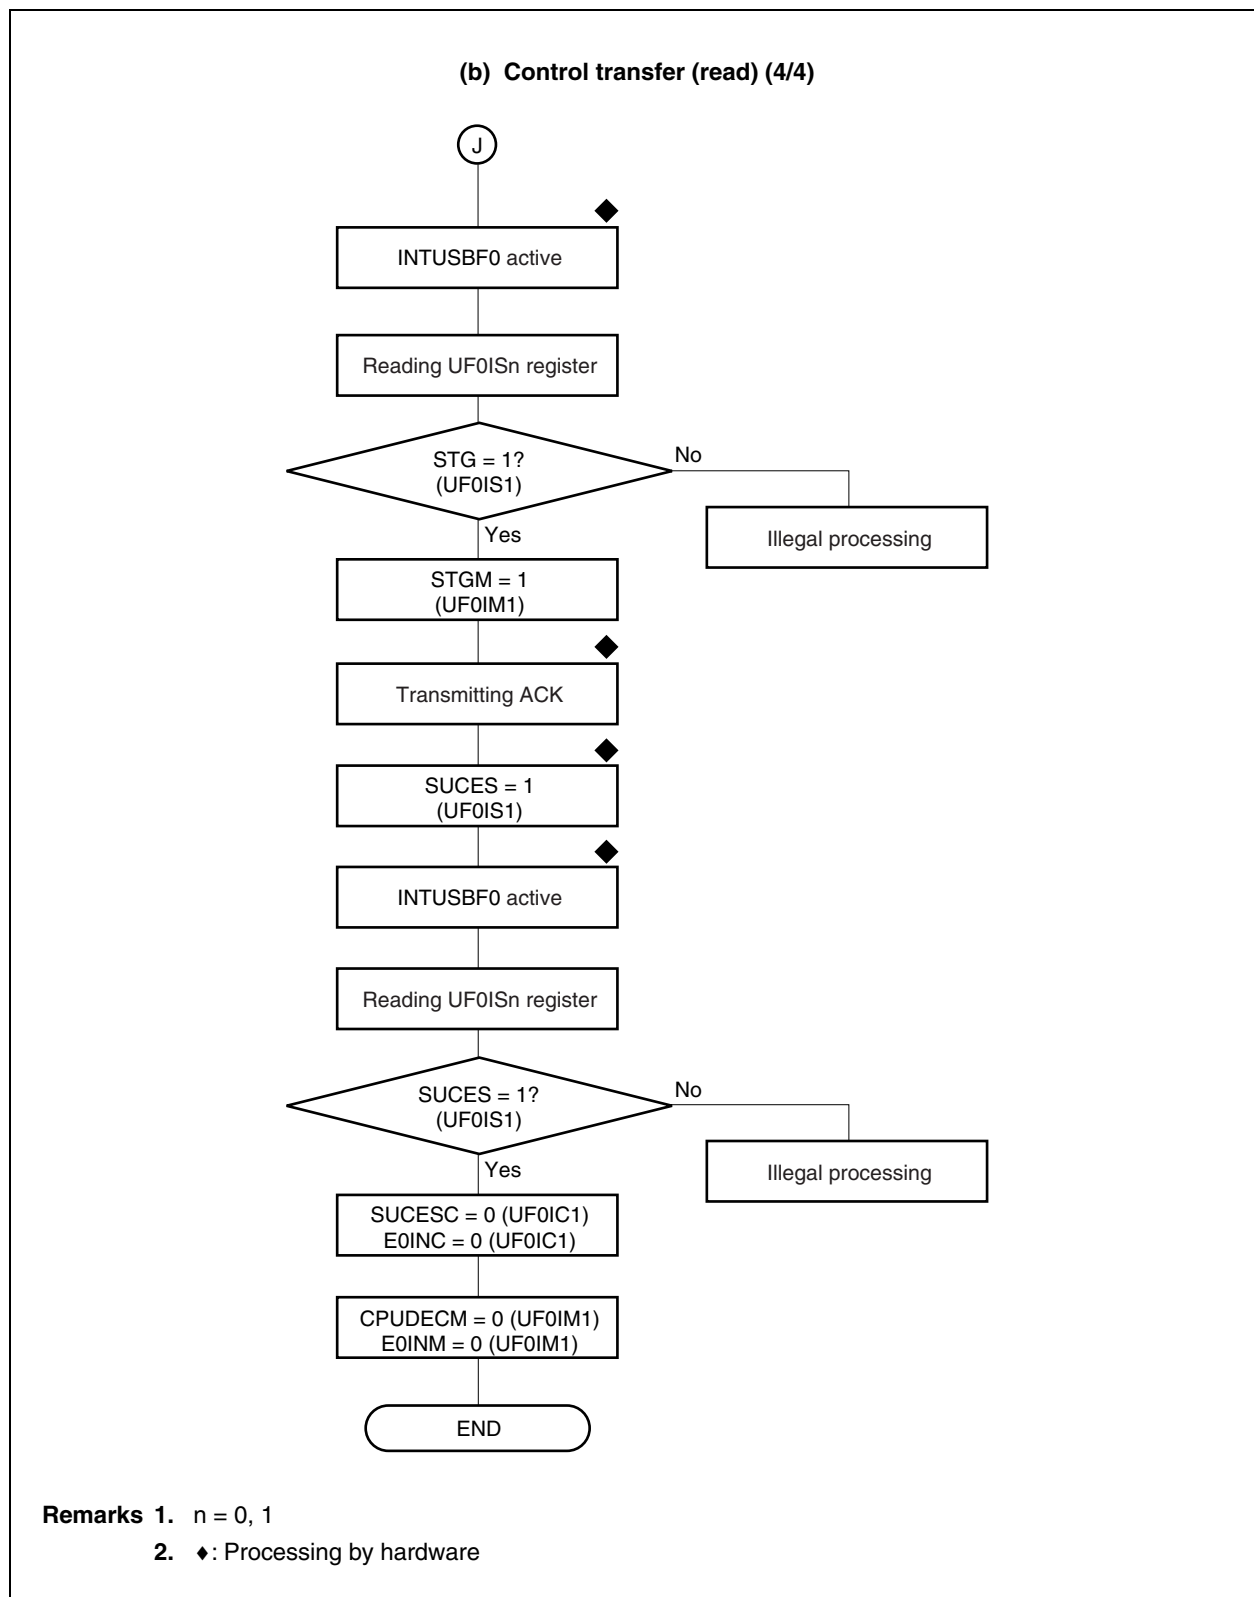 (b) Control transfer (read) (4/4)
J
INTUSBF0 active
Reading UF0ISn register
STG = 1?
(UF0IS1)
No
Illegal processing
Yes
STGM = 1
(UF0IM1)
Transmitting ACK
SUCES = 1
(UF0IS1)
INTUSBF0 active
Reading UF0ISn register
SUCES = 1?
(UF0IS1)
No
Illegal processing
Yes
SUCESC = 0 (UF0IC1)
E0INC = 0 (UF0IC1)
CPUDECM = 0 (UF0IM1)
E0INM = 0 (UF0IM1)
END
Remarks 1. n = 0, 1
2. ♦: Processing by hardware